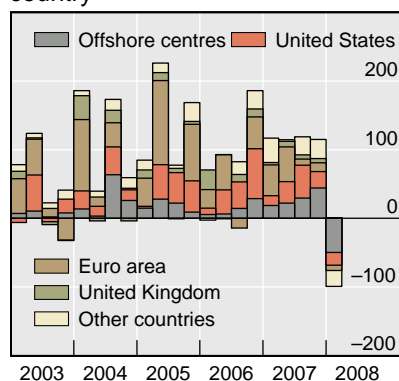 country
Offshore centres United States
200
100
0
Euro area
United Kingdom
Other countries
–100
–200
2003 2004 2005 2006 2007 2008